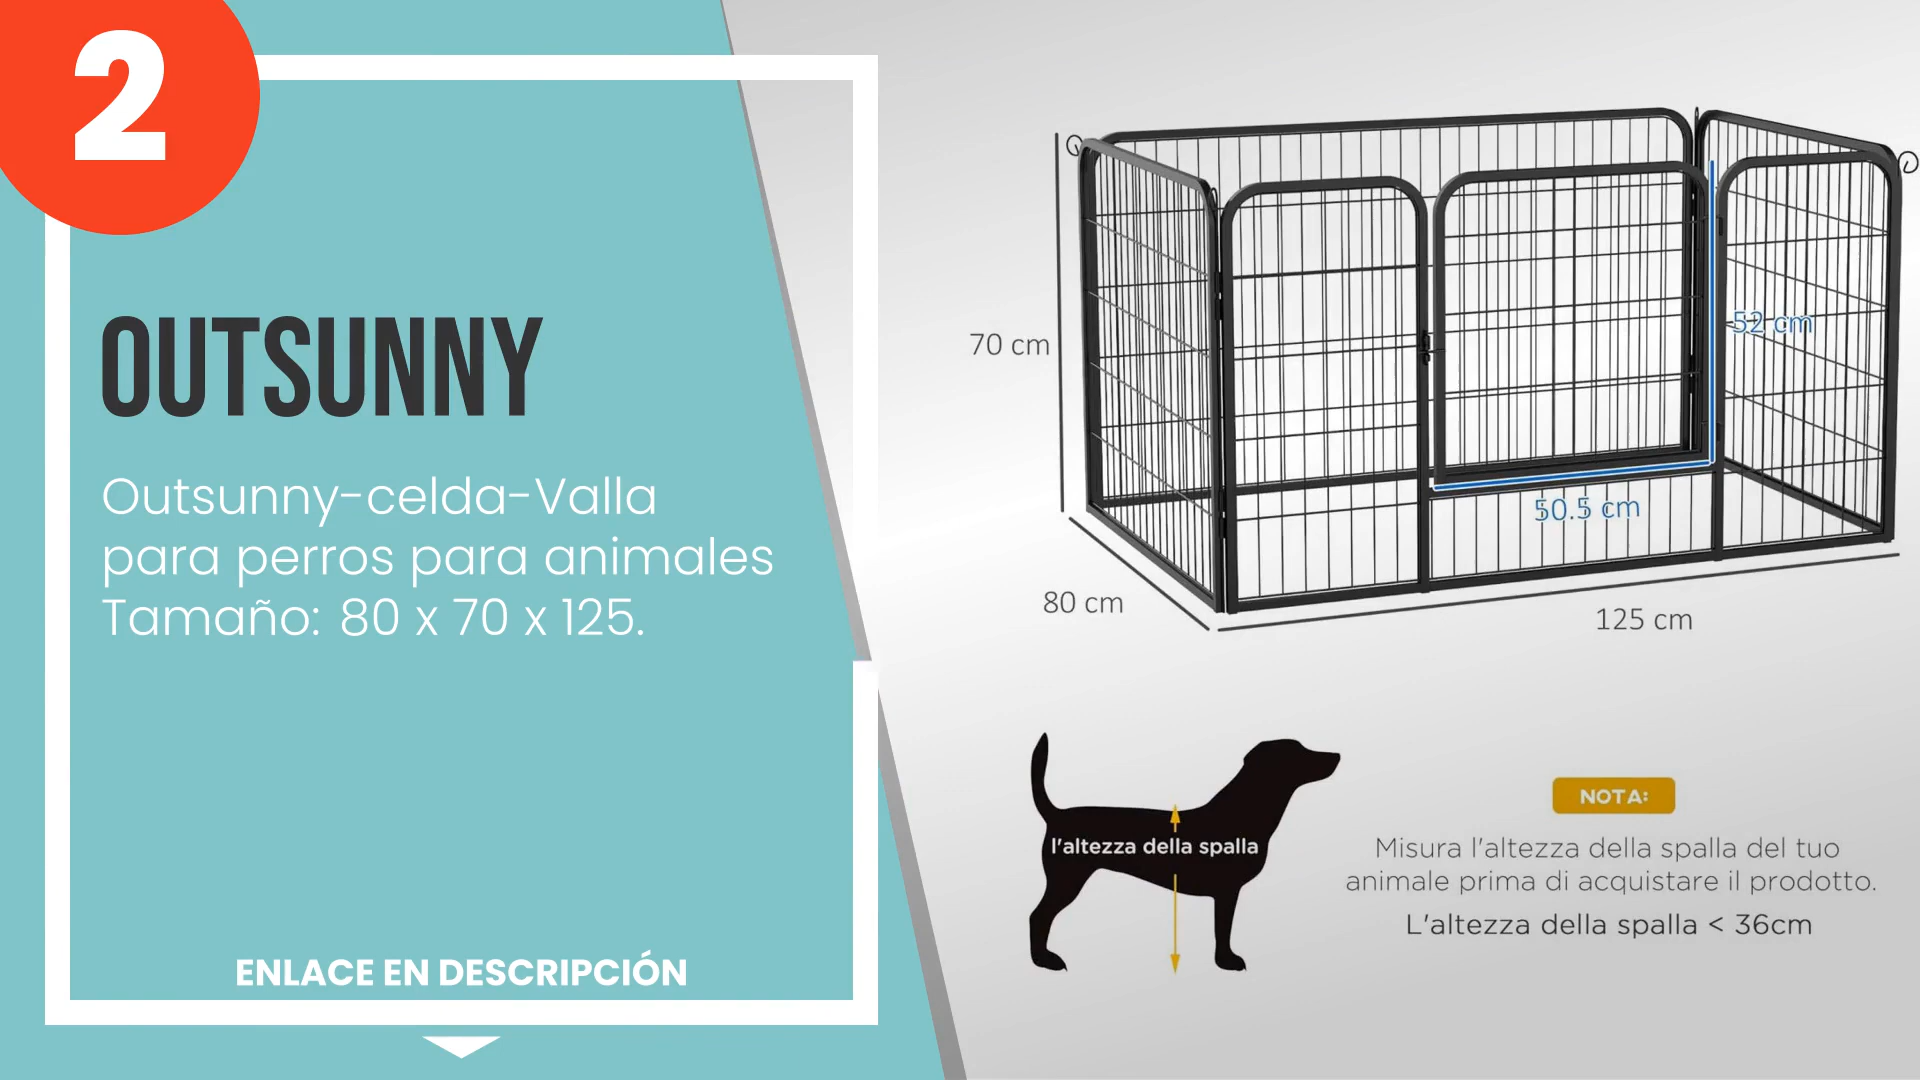 2
OUTSUNNY
Outsunny-celda-Valla
para perros para animales
Tamaño: 80 x 70 x 125.
ENLACE EN DESCRIPCIÓN
70 cm
52 cm
50.5 cm
80 cm
125 cm
l'altezza della spalla
NOTA:
Misura l'altezza della spalla del tuo
animale prima di acquistare il prodotto.
L'altezza della spalla < 36cm